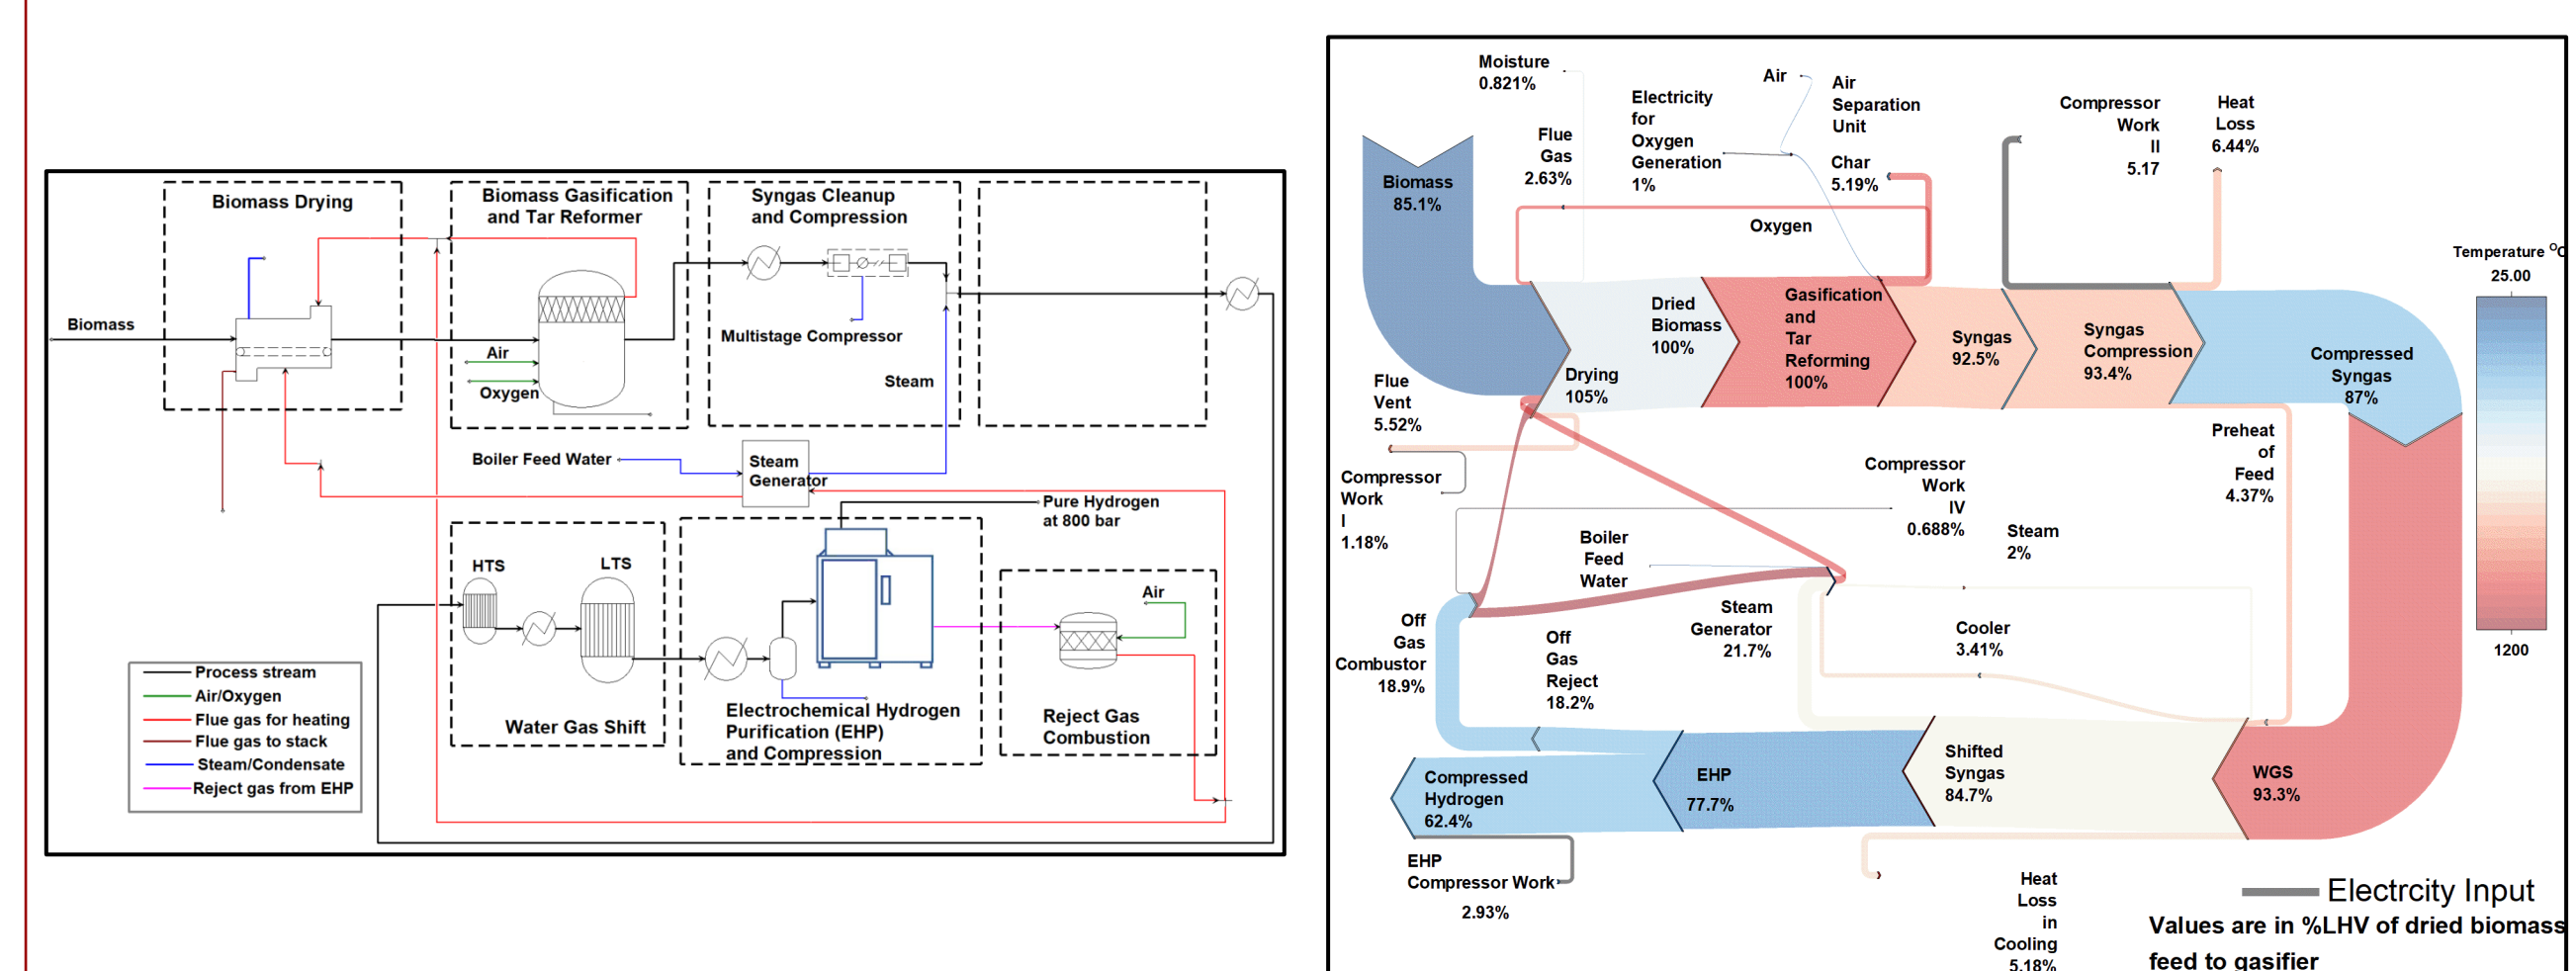 Biomass Drying
Biomass Gasification
and Tar Reformer
Syngas Cleanup
and Compression
Biomass
Air
Oxygen
Multistage Compressor
Steam
Boiler Feed Water
Steam
Generator
Pure Hydrogen
at 800 bar
HTS
LTS
Air
Water Gas Shift
Electrochemical Hydrogen
Purification (EHP)
and Compression
Reject Gas
Combustion
Process stream
Air/Oxygen
Flue gas for heating
Flue gas to stack
Steam/Condensate
Reject gas from EHP
Moisture
0.821%
Flue
Gas
2.63%
Electricity
for
Oxygen
Generation
1%
Air
Air
Separation
Unit
Char
5.19%
Oxygen
Compressor
Work
II
5.17
Heat
Loss
6.44%
Temperature °C
25.00
1200
Biomass
85.1%
Drying
105%
Dried
Biomass
100%
Gasification
and
Tar
Reforming
100%
Syngas
92.5%
Syngas
Compression
93.4%
Compressed
Syngas
87%
Flue
Vent
5.52%
Compressor
Work
I
1.18%
Preheat
of
Feed
4.37%
Compressor
Work
IV
0.688%
Steam
2%
Boiler
Feed
Water
Steam
Generator
21.7%
Cooler
3.41%
Off
Gas
Combustor
18.9%
Off
Gas
Reject
18.2%
Compressed
Hydrogen
62.4%
EHP
77.7%
Shifted
Syngas
84.7%
WGS
93.3%
EHP
Compressor Work
2.93%
Heat
Loss
in
Cooling
5.18%
Electrcity Input
Values are in %LHV of dried biomass
feed to gasifier